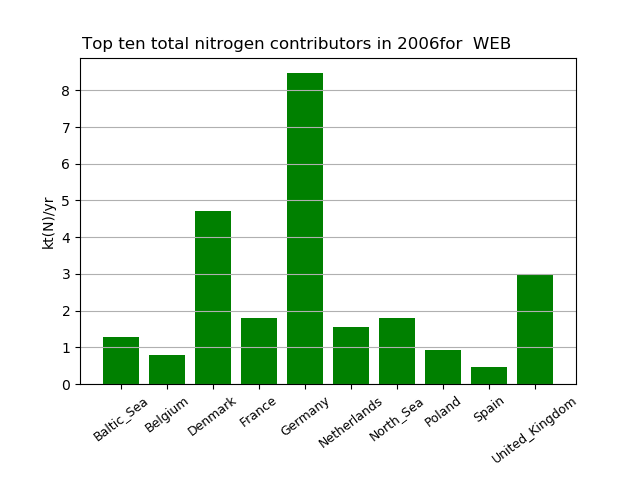 Top ten total nitrogen contributors in 2006for  WEB
kt(N)/yr
8
7
6
5
4
3
2
1
0
Baltic_Sea
Belgium
Denmark
France
Germany
Netherlands
North_Sea
Poland
Spain
United_Kingdom